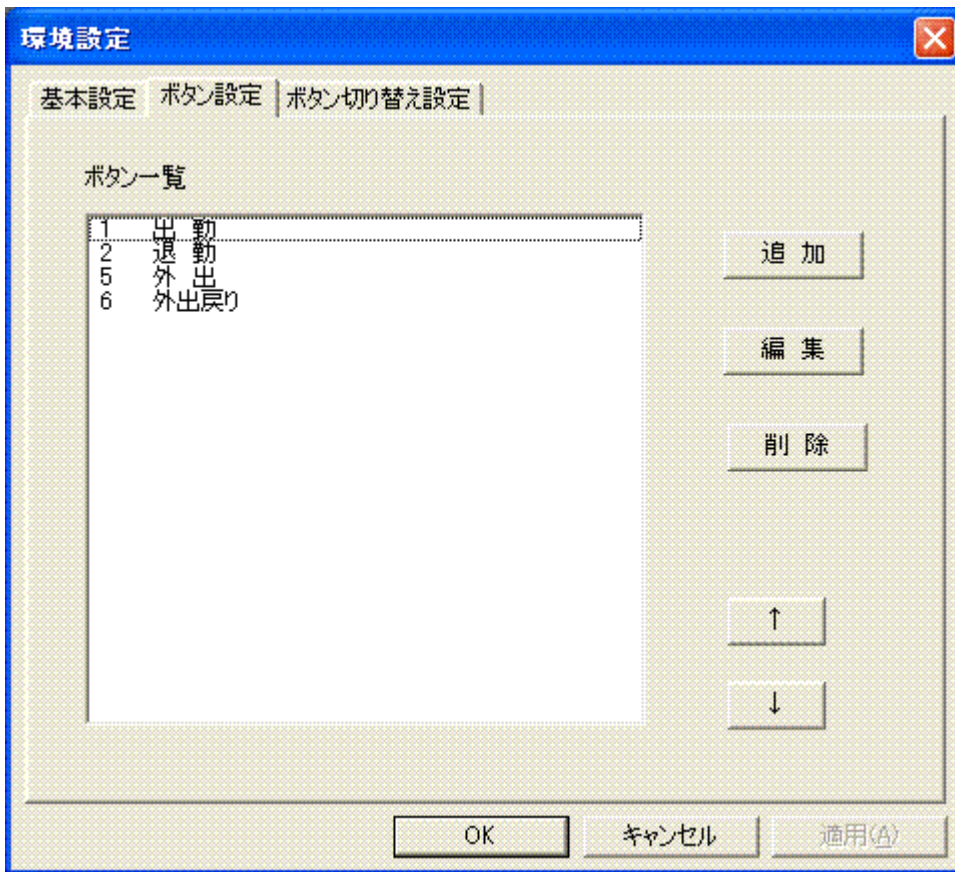 環境設定
基本設定 ボタン設定 ボタン切り替え設定
ボタン一覧
1 出 勤
2 退 勤
5 外 出
6 外出戻り
追 加
編 集
削 除
↑
↓
OK キャンセル 適用(A)